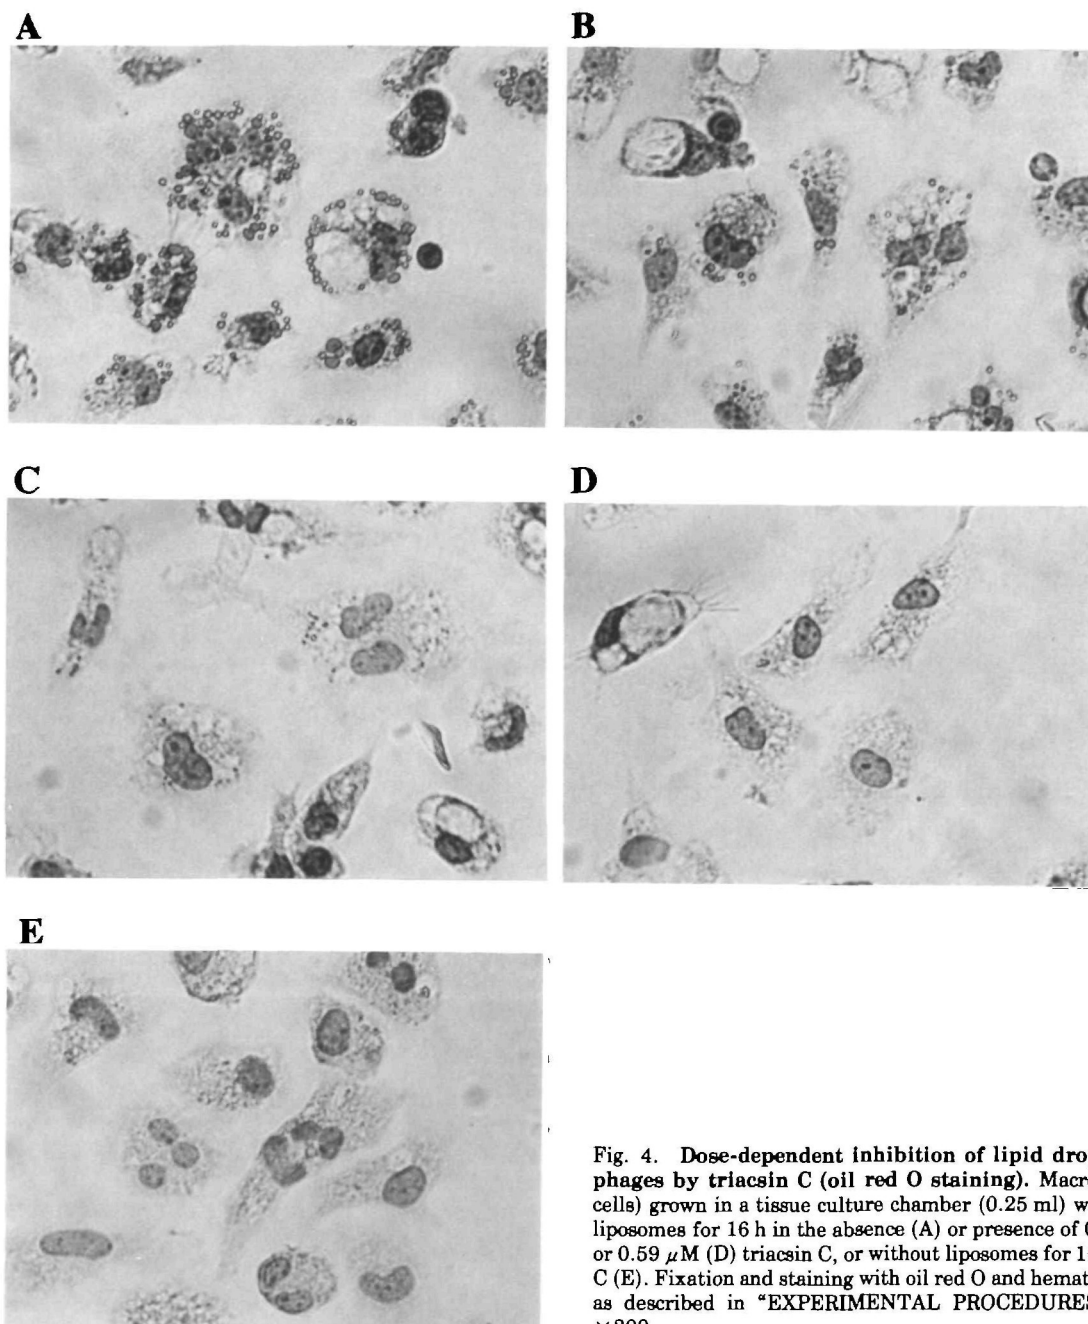 A
B
C
D
E
Fig. 4. Dose-dependent inhibition of lipid dro
phages by triacsin C (oil red O staining). Macr
cells) grown in a tissue culture chamber (0.25 ml) w
liposomes for 16 h in the absence (A) or presence of
or 0.59 μM (D) triacsin C, or without liposomes for 1
C (E). Fixation and staining with oil red O and hemat
as described in "EXPERIMENTAL PROCEDURES